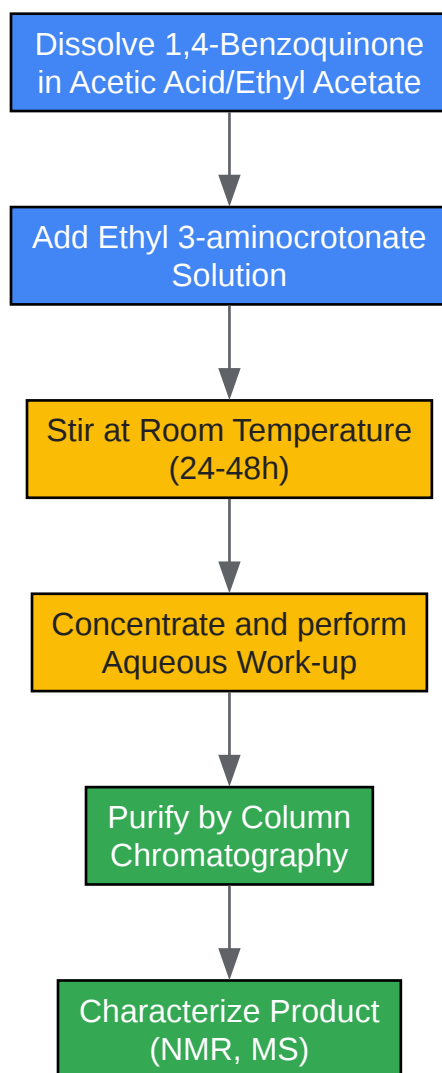 Dissolve 1,4-Benzoquinone
in Acetic Acid/Ethyl Acetate
Add Ethyl 3-aminocrotonate
Solution
Stir at Room Temperature
(24-48h)
Concentrate and perform
Aqueous Work-up
Purify by Column
Chromatography
Characterize Product
(NMR, MS)